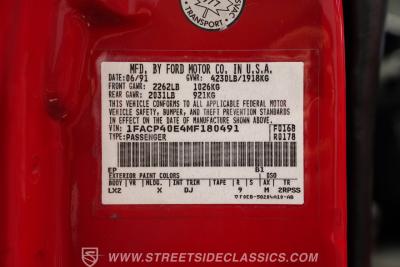 MFD. BY FORD MOTOR CO. IN U.S.A.
DATE: 06/91 GVWR: 4230LB/1918KG
FRONT GAWR: 2262LB 1026KG
REAR GAWR: 2031LB 921KG
THIS VEHICLE CONFORMS TO ALL APPLICABLE FEDERAL MOTOR
VEHICLE SAFETY, BUMPER, AND THEFT PREVENTION STANDARDS
IN EFFECT ON THE DATE OF MANUFACTURE SHOWN ABOVE.
VIN: 1FACP40E4MF180491 F0168
TYPE: PASSENGER R0178
EP B1
EXTERIOR PAINT COLORS DSO
BODY VR MLDG. INT TRIM TAPE R S AX TR
LX2 X DJ 9 M 2RPSS
WWW.STREETSIDECLASSICS.COM